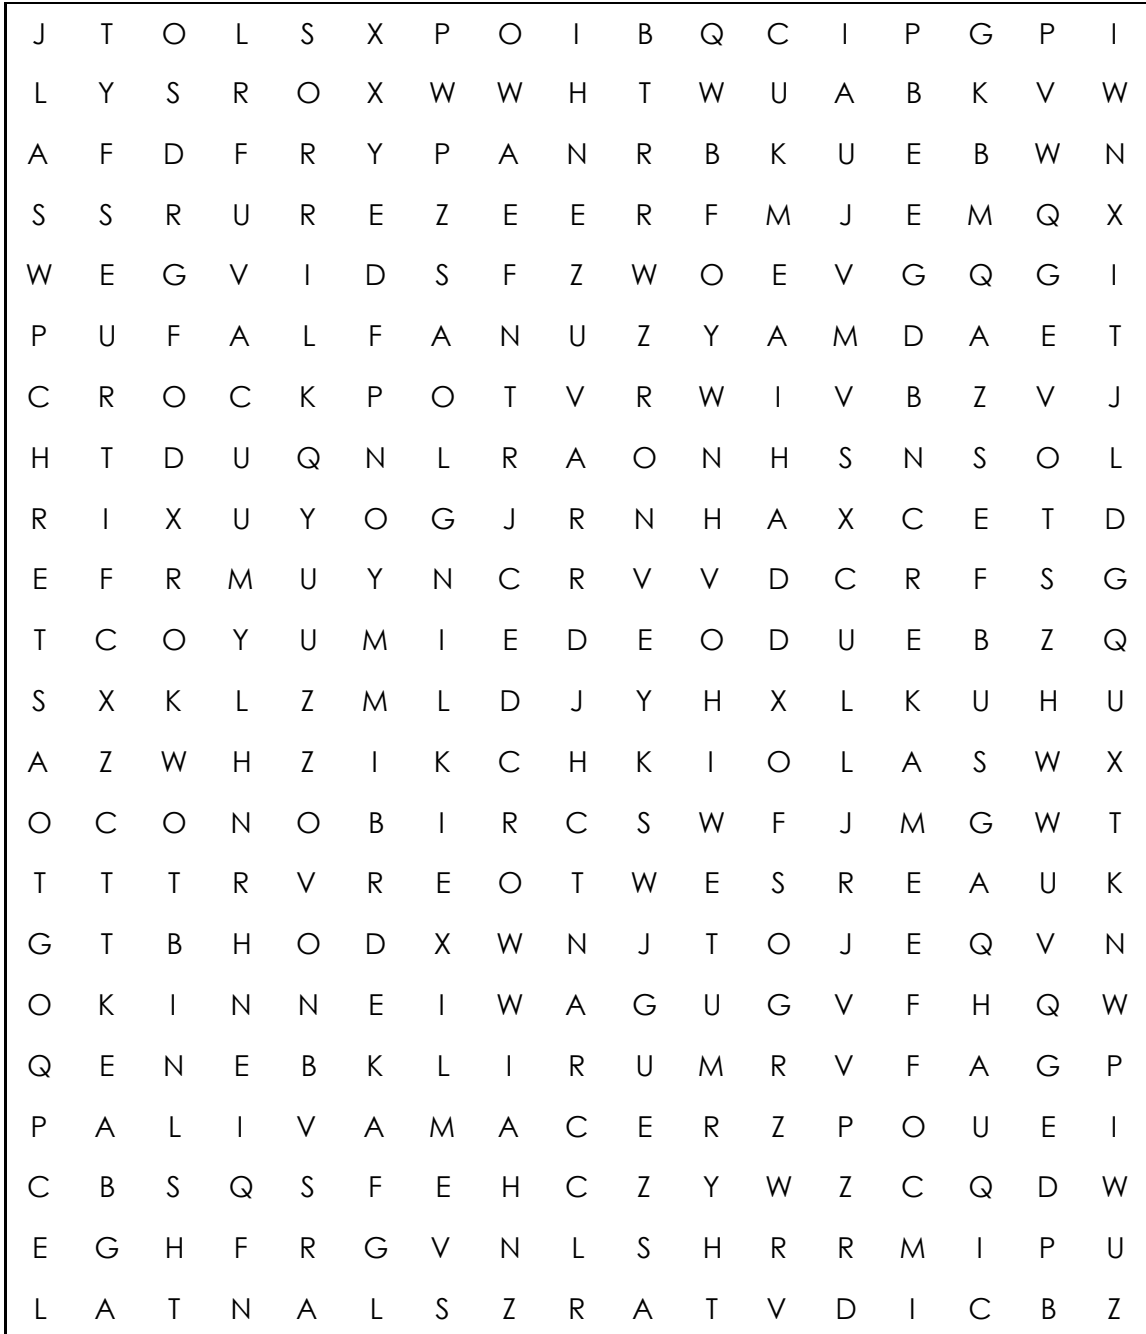 J T O L S X P O I B Q C I P G P I
L Y S R O X W W H T W U A B K V W
A F D F R Y P A N R B K U E B W N
S S R U R E Z E E R F M J E M Q X
W E G V I D S F Z W O E V G Q G I
P U F A L F A N U Z Y A M D A E T
C R O C K P O T V R W I V B Z V J
H T D U Q N L R A O N H S N S O L
R I X U Y O G J R N H A X C E T D
E F R M U Y N C R V V D C R F S G
T C O Y U M I E D E O D U E B Z Q
S X K L Z M L D J Y H X L K U H U
A Z W H Z I K C H K I O L A S W X
O C O N O B I R C S W F J M G W T
T T T R V R E O T W E S R E A U K
G T B H O D X W N J T O J E Q V N
O K I N N E I W A G U G V F H Q W
Q E N E B K L I R U M R V F A G P
P A L I V A M A C E R Z P O U E I
C B S Q S F E H C Z Y W Z C Q D W
E G H F R G V N L S H R R M I P U
L A T N A L S Z R A T V D I C B Z